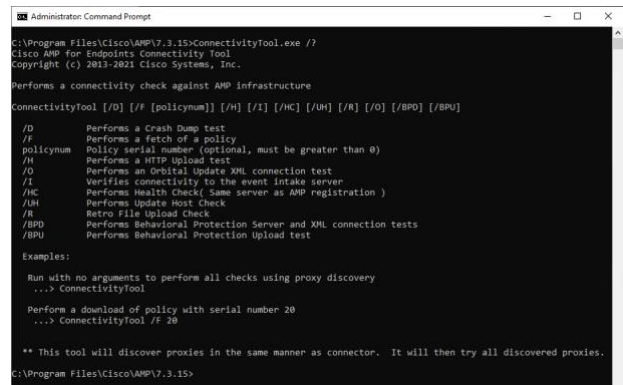 Administrator: Command Prompt
C:\Program Files\Cisco\AMP\7.3.15>ConnectivityTool.exe /?
Cisco AMP for Endpoints Connectivity Tool
Copyright (c) 2013-2021 Cisco Systems, Inc.
Performs a connectivity check against AMP infrastructure
ConnectivityTool [/D] [/F [policynum]] [/H] [/I] [/HC] [/UH] [/R] [/O] [/BPD] [/BPU]
/D Performs a Crash Dump test
/F Performs a fetch of a policy
policynum Policy serial number (optional, must be greater than 0)
/H Performs a HTTP Upload test
/O Performs an Orbital Update XML connection test
/I Verifies connectivity to the event intake server
/HC Performs Health Check( Same server as AMP registration )
/UH Performs Update Host Check
/R Retro File Upload Check
/BPD Performs Behavioral Protection Server and XML connection tests
/BPU Performs Behavioral Protection Upload test
Examples:
Run with no arguments to perform all checks using proxy discovery
...> ConnectivityTool
Perform a download of policy with serial number 20
...> ConnectivityTool /F 20
** This tool will discover proxies in the same manner as connector. It will then try all discovered proxies.
C:\Program Files\Cisco\AMP\7.3.15>